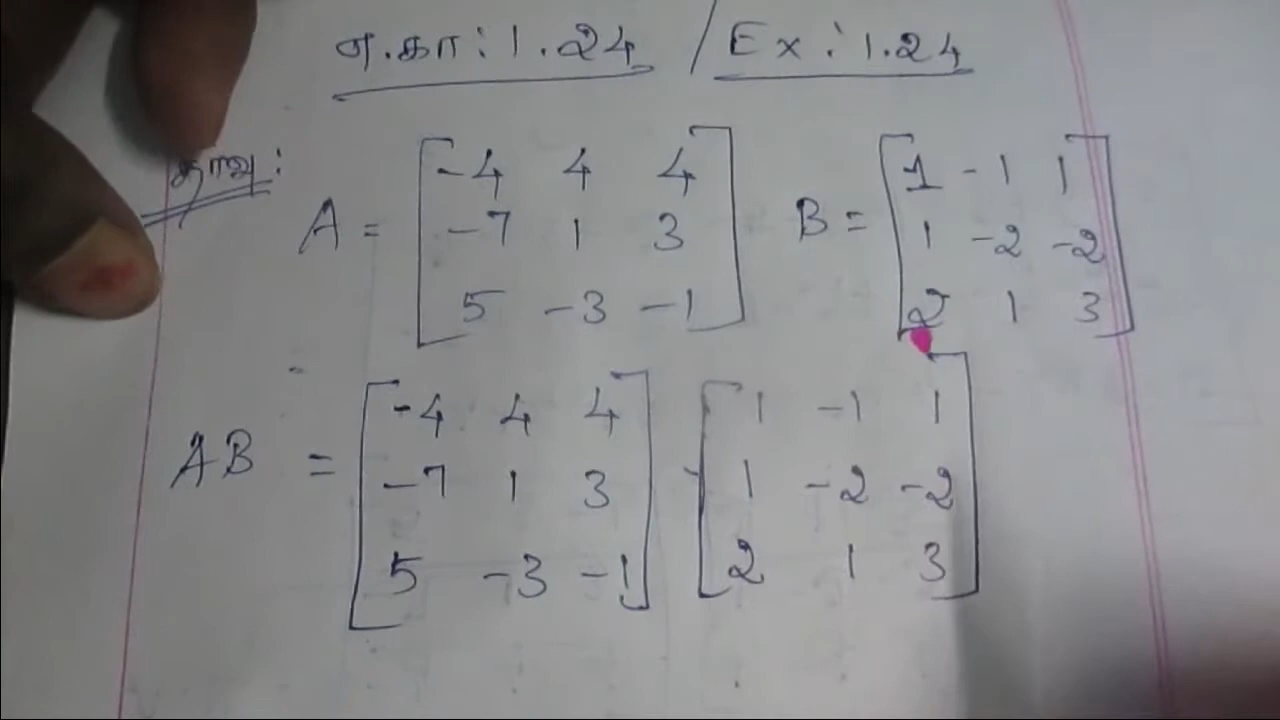 எ.கா: 1.24 / Ex: 1.24
தரவு:
A = [ -4 4 4 B = [ 1 -1 1
-7 1 3 1 -2 -2
5 -3 -1 ] 2 1 3 ]
AB = [ -4 4 4 [ 1 -1 1
-7 1 3 1 -2 -2
5 -3 -1 ] 2 1 3 ]